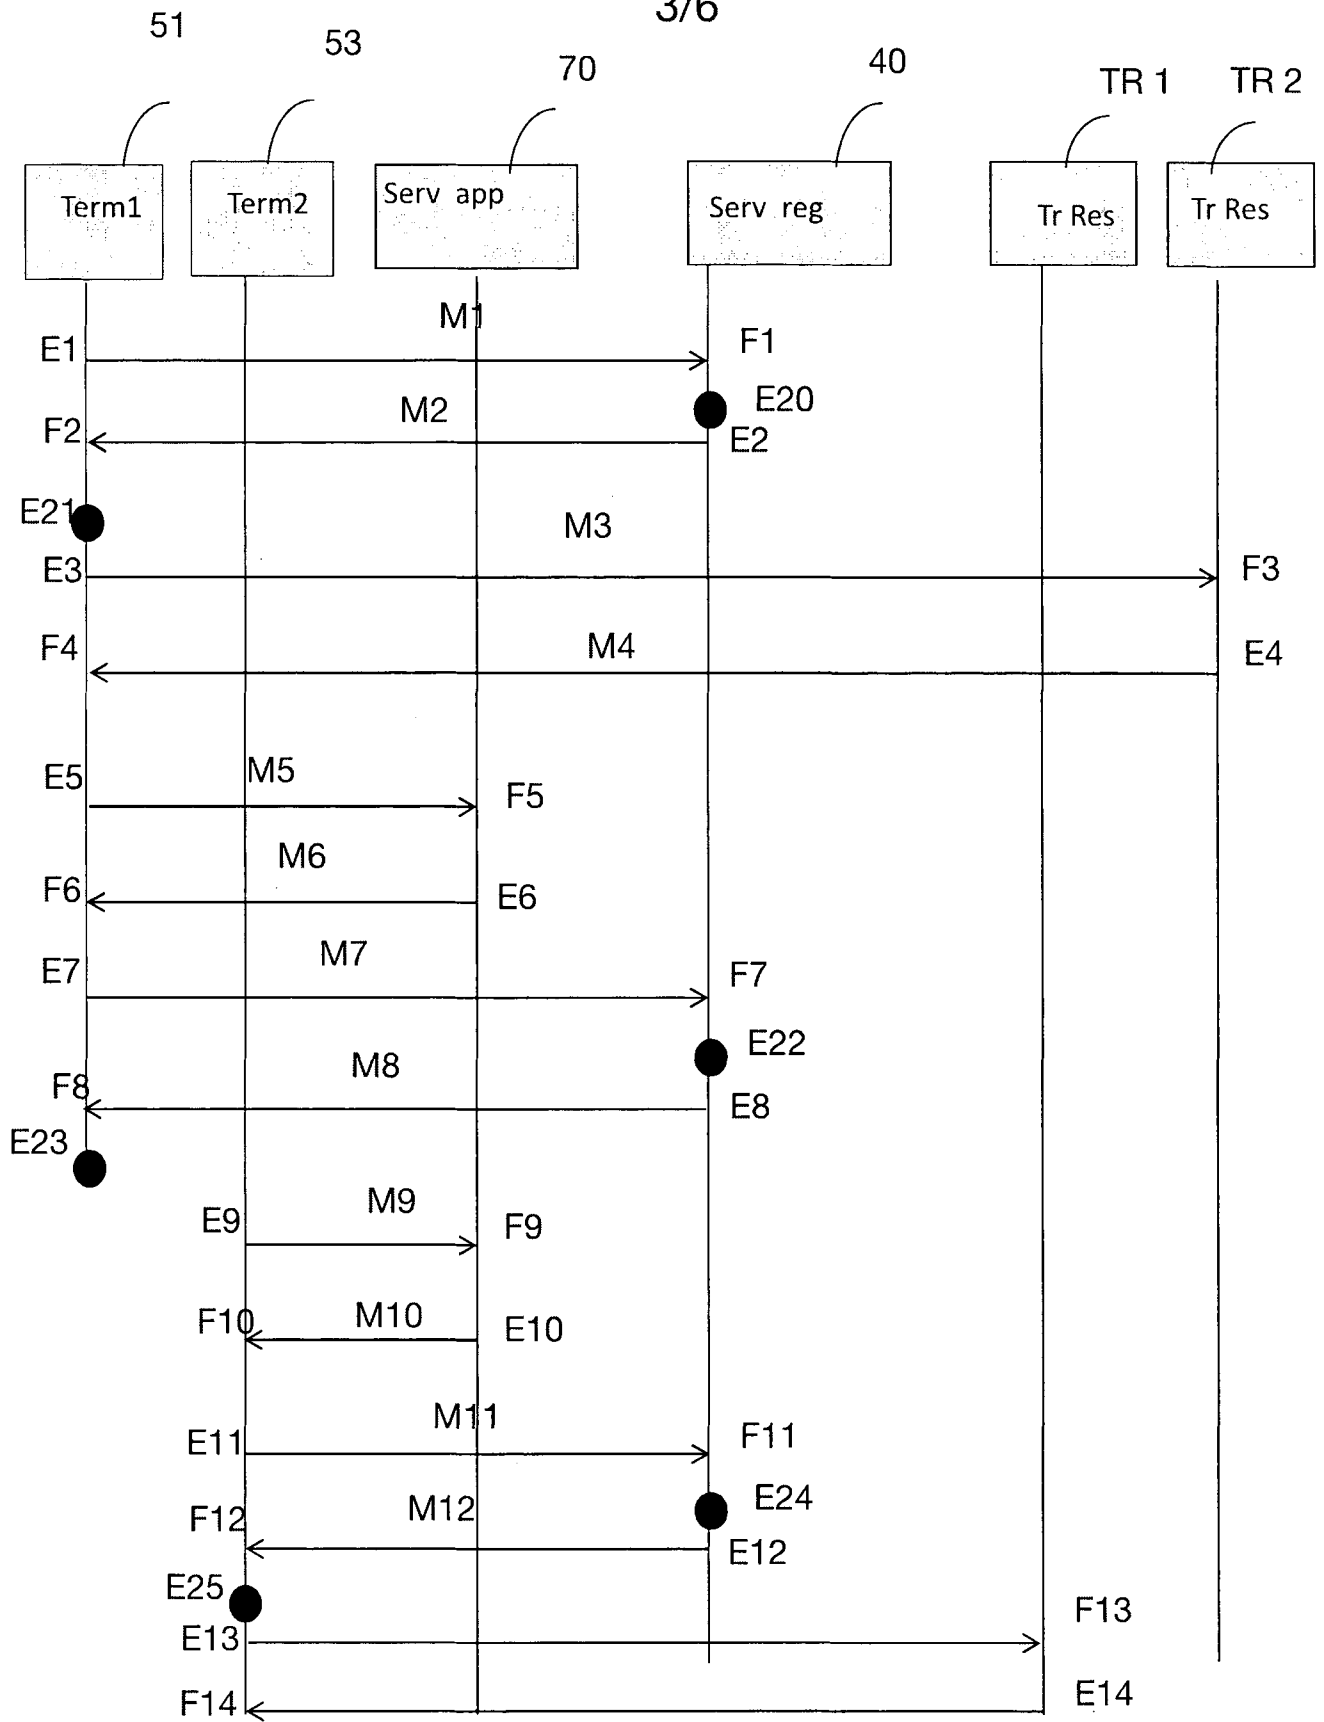 3/6
51
53
70
40
TR 1
TR 2
Term1
Term2
Serv app
Serv reg
Tr Res
Tr Res
M1
E1
F1
E20
M2
F2
E2
E21
M3
E3
F3
F4
M4
E4
E5
M5
F5
M6
F6
E6
M7
E7
F7
E22
M8
F8
E8
E23
M9
E9
F9
F10
M10
E10
M11
E11
F11
E24
M12
F12
E12
E25
F13
E13
E14
F14